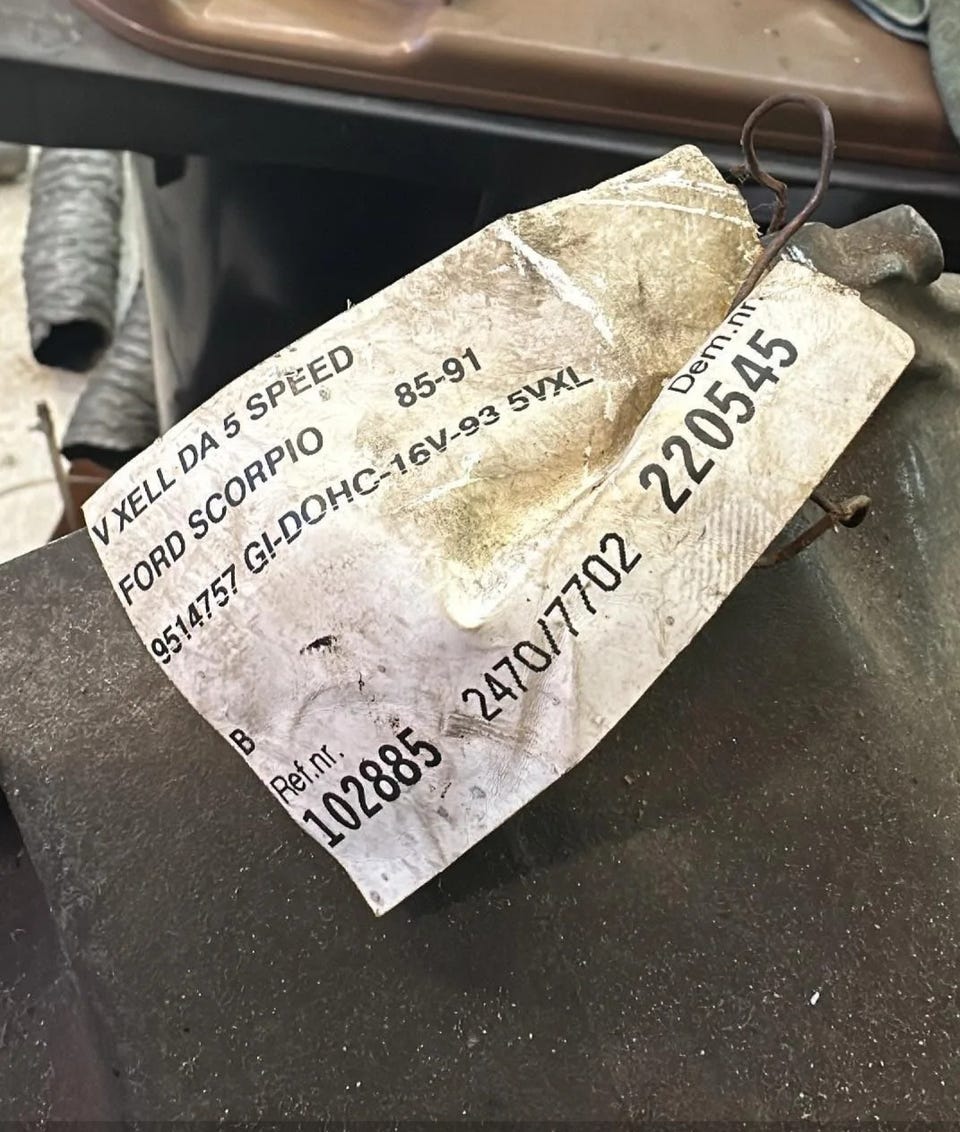 V XELL DA 5 SPEED
FORD SCORPIO 85-91
9514757 GI-DOHC-16V-93 5VXL
B
Ref.nr. Dem.nr.
102885 2470/7702 220545